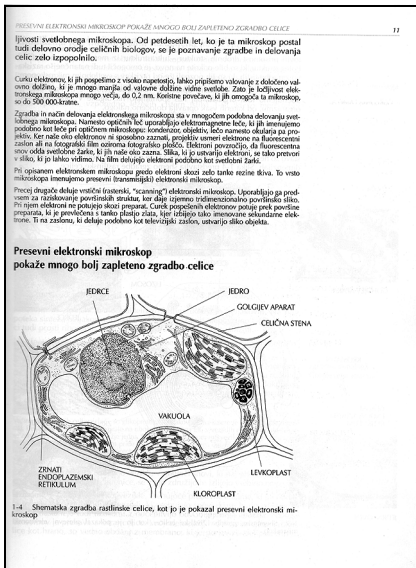 PRESEVNI ELEKTRONSKI MIKROSKOP POKAŽE MNOGO BOLJ ZAPLETENO ZGRADBO CELICE 11
ljivosti svetlobnega mikroskopa. Od petdesetih let, ko je ta mikroskop postal
tudi delovno orodje celičnih biologov, se je poznavanje zgradbe in delovanja
celic zelo izpopolnilo.
Curku elektronov, ki jih pospešimo z visoko napetostjo, lahko pripišemo valovanje z določeno val-
ovno dolžino, ki je mnogo manjša od valovne dolžine vidne svetlobe. Zato je ločljivost elek-
tronskega mikroskopa mnogo večja, do 0,2 nm. Koristne povečave, ki jih omogoča ta mikroskop,
so do 500 000-kratne.
Zgradba in način delovanja elektronskega mikroskopa sta v mnogočem podobna delovanju svet-
lobnega mikroskopa. Namesto optičnih leč uporabljajo elektromagnetne leče, ki jih imenujemo
podobno kot leče pri optičnem mikroskopu: kondenzor, objektiv, lečo namesto okularja pa pro-
jektiv. Ker naše oko elektronov ni sposobno zaznati, projektiv usmeri elektrone na fluorescentni
zaslon ali na fotografski film oziroma fotografsko ploščo. Elektroni povzročijo, da fluorescentna
snov odda svetlobne žarke, ki jih naše oko zazna. Slika, ki jo ustvarijo elektroni, se tako pretvori
v sliko, ki jo lahko vidimo. Na film delujejo elektroni podobno kot svetlobni žarki.
Pri opisanem elektronskem mikroskopu gredo elektroni skozi zelo tanke rezine tkiva. To vrsto
mikroskopa imenujemo presevni (transmisijski) elektronski mikroskop.
Precej drugače deluje vrstični (rasterski, "scanning") elektronski mikroskop. Uporabljajo ga pred-
vsem za raziskovanje površinskih struktur, ker daje izjemno tridimenzionalno površinsko sliko.
Pri njem elektroni ne potujejo skozi preparat. Curek pospešenih elektronov potuje prek površine
preparata, ki je prevlečena s tanko plastjo zlata, kjer izbijejo tako imenovane sekundarne elek-
trone. Ti na zaslonu, ki deluje podobno kot televizijski zaslon, ustvarijo sliko objekta.
Presevni elektronski mikroskop
pokaže mnogo bolj zapleteno zgradbo celice
JEDRCE
JEDRO
GOLGIJEV APARAT
CELIČNA STENA
VAKUOLA
ZRNATI
ENDOPLAZEMSKI
RETIKULUM
LEVKOPLAST
KLOROPLAST
1-4 Shematska zgradba rastlinske celice, kot jo je pokazal presevni elektronski mi-
kroskop